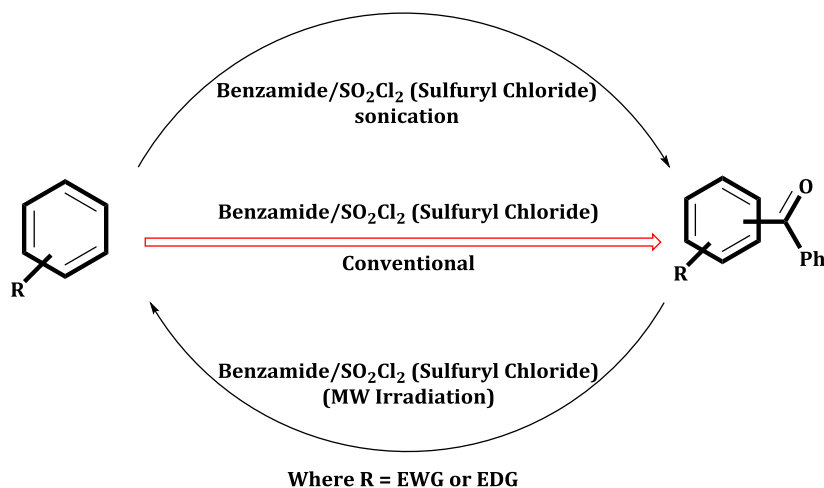 Benzamide/SO₂Cl₂ (Sulfuryl Chloride)
sonication
O
Benzamide/SO₂Cl₂ (Sulfuryl Chloride)
Ph
Conventional
R
R
Benzamide/SO₂Cl₂ (Sulfuryl Chloride)
(MW Irradiation)
Where R = EWG or EDG